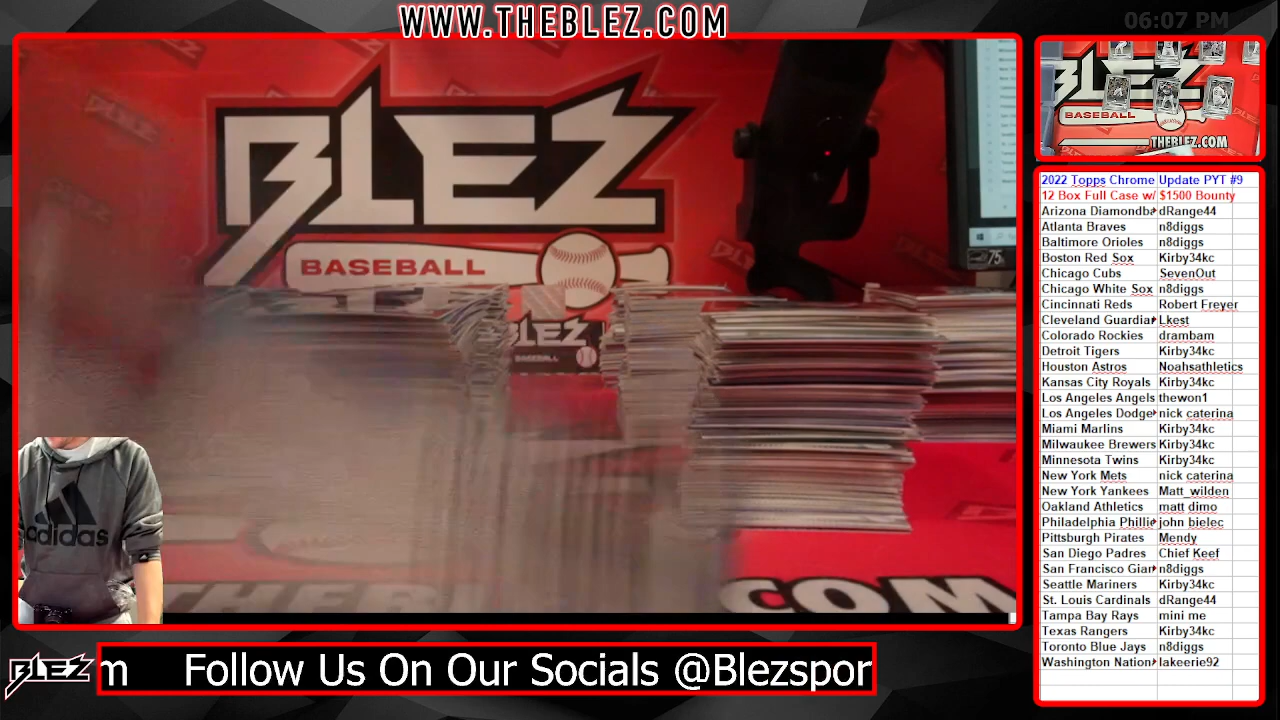 WWW.THEBLEZ.COM
06:07 PM
BLEZ
BASEBALL
75
BLEZ
BASEBALL
THE
COM
adidas
BLEZ
BASEBALL
THEBLEZ.COM
2022 Topps Chrome Update PYT #9
12 Box Full Case w/ $1500 Bounty
Arizona Diamondba dRange44
Atlanta Braves n8diggs
Baltimore Orioles n8diggs
Boston Red Sox Kirby34kc
Chicago Cubs SevenOut
Chicago White Sox n8diggs
Cincinnati Reds Robert Freyer
Cleveland Guardian Lkest
Colorado Rockies drambam
Detroit Tigers Kirby34kc
Houston Astros Noahsathletics
Kansas City Royals Kirby34kc
Los Angeles Angels thewon1
Los Angeles Dodge nick caterina
Miami Marlins Kirby34kc
Milwaukee Brewers Kirby34kc
Minnesota Twins Kirby34kc
New York Mets nick caterina
New York Yankees Matt_wilden
Oakland Athletics matt dimo
Philadelphia Phillie john bielec
Pittsburgh Pirates Mendy
San Diego Padres Chief Keef
San Francisco Gian n8diggs
Seattle Mariners Kirby34kc
St. Louis Cardinals dRange44
Tampa Bay Rays mini me
Texas Rangers Kirby34kc
Toronto Blue Jays n8diggs
Washington Nation lakeerie92
BLEZ
m Follow Us On Our Socials @Blezspor